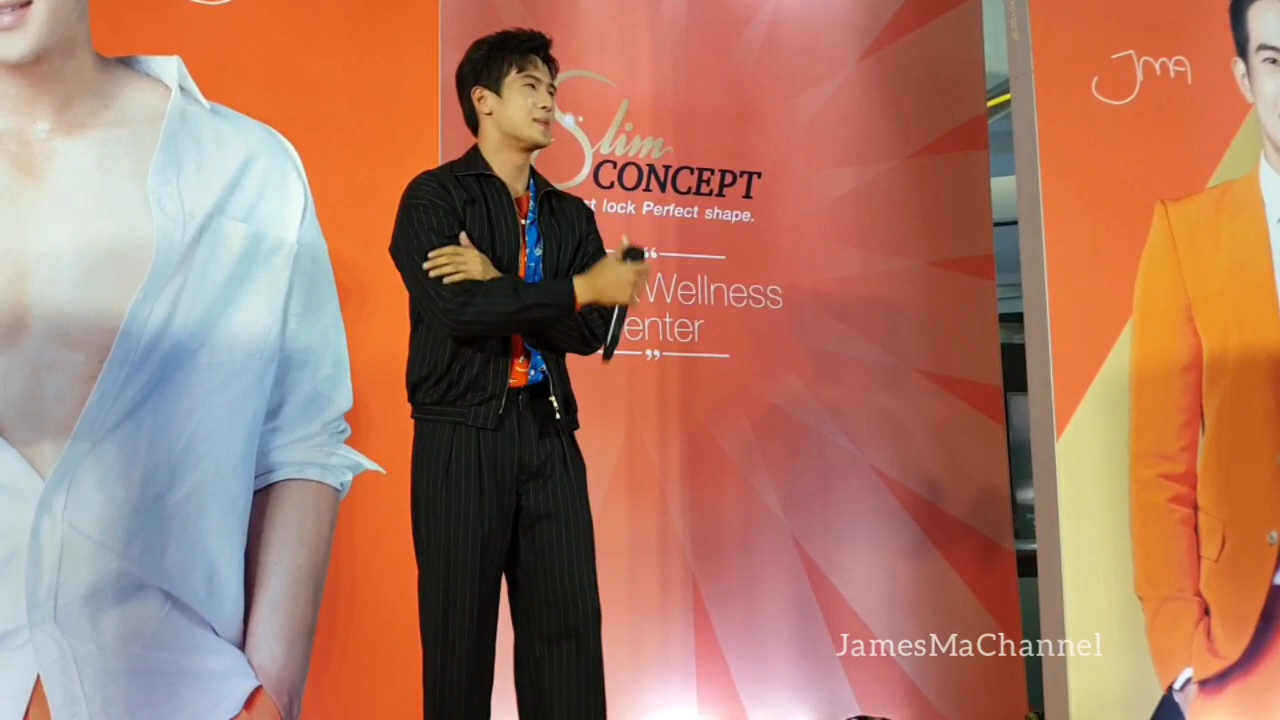 Slim
CONCEPT
lock Perfect shape.
“
Wellness
enter
”
JMA
JamesMaChannel